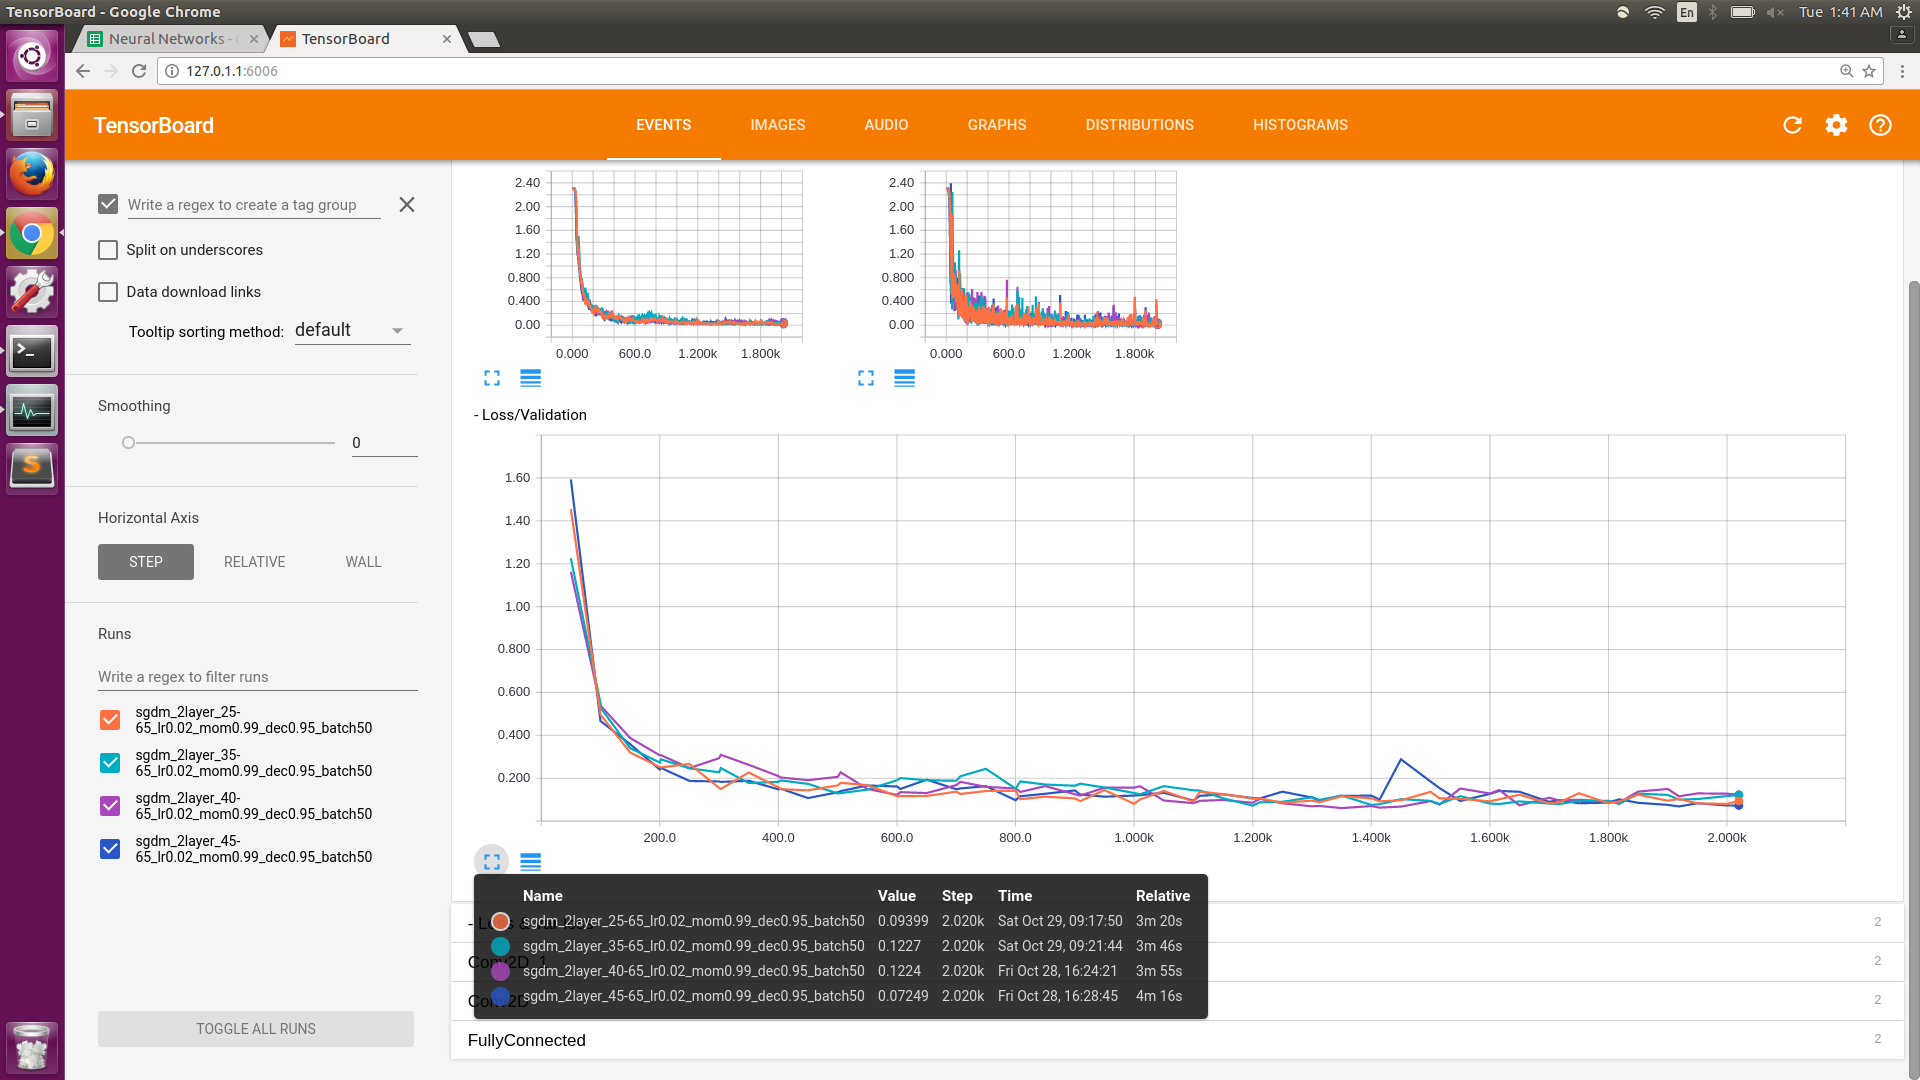 TensorBoard - Google Chrome
En
Tue 1:41 AM
Neural Networks -
TensorBoard
127.0.1.1:6006
TensorBoard
EVENTS
IMAGES
AUDIO
GRAPHS
DISTRIBUTIONS
HISTOGRAMS
Write a regex to create a tag group
Split on underscores
Data download links
Tooltip sorting method: default
Smoothing
0
Horizontal Axis
STEP
RELATIVE
WALL
Runs
Write a regex to filter runs
sgdm_2layer_25-
65_lr0.02_mom0.99_dec0.95_batch50
sgdm_2layer_35-
65_lr0.02_mom0.99_dec0.95_batch50
sgdm_2layer_40-
65_lr0.02_mom0.99_dec0.95_batch50
sgdm_2layer_45-
65_lr0.02_mom0.99_dec0.95_batch50
TOGGLE ALL RUNS
2.40
2.00
1.60
1.20
0.800
0.400
0.00
0.000 600.0 1.200k 1.800k
2.40
2.00
1.60
1.20
0.800
0.400
0.00
0.000 600.0 1.200k 1.800k
- Loss/Validation
1.60
1.40
1.20
1.00
0.800
0.600
0.400
0.200
200.0 400.0 600.0 800.0 1.000k 1.200k 1.400k 1.600k 1.800k 2.000k
Name Value Step Time Relative
sgdm_2layer_25-65_lr0.02_mom0.99_dec0.95_batch50 0.09399 2.020k Sat Oct 29, 09:17:50 3m 20s
sgdm_2layer_35-65_lr0.02_mom0.99_dec0.95_batch50 0.1227 2.020k Sat Oct 29, 09:21:44 3m 46s
sgdm_2layer_40-65_lr0.02_mom0.99_dec0.95_batch50 0.1224 2.020k Fri Oct 28, 16:24:21 3m 55s
sgdm_2layer_45-65_lr0.02_mom0.99_dec0.95_batch50 0.07249 2.020k Fri Oct 28, 16:28:45 4m 16s
2
Conv2D_1
2
Conv2D
2
FullyConnected
2